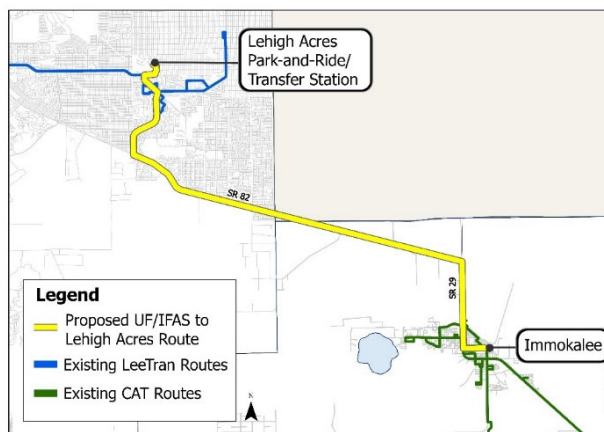 Lehigh Acres
Park-and-Ride/
Transfer Station
SR 82
SR 29
Immokalee
Legend
Proposed UF/IFAS to
Lehigh Acres Route
Existing LeeTran Routes
Existing CAT Routes
N